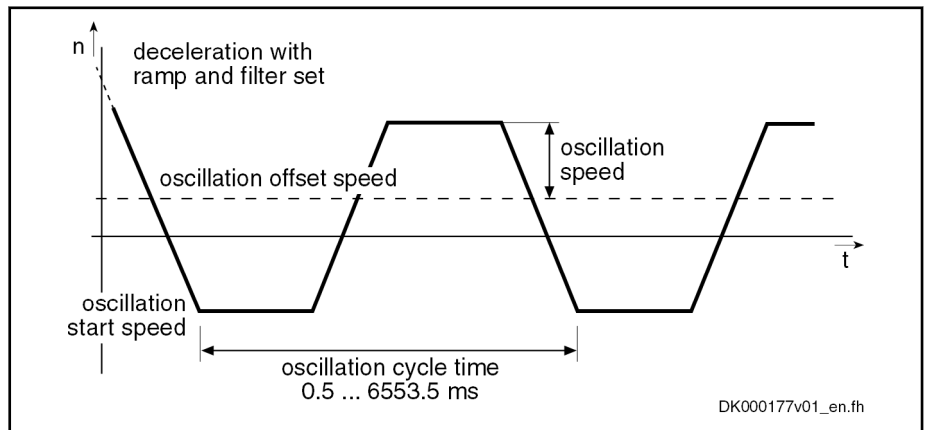 n
deceleration with
ramp and filter set
oscillation offset speed
oscillation
speed
t
oscillation
start speed
oscillation cycle time
0.5 ... 6553.5 ms
DK000177v01_en.fh